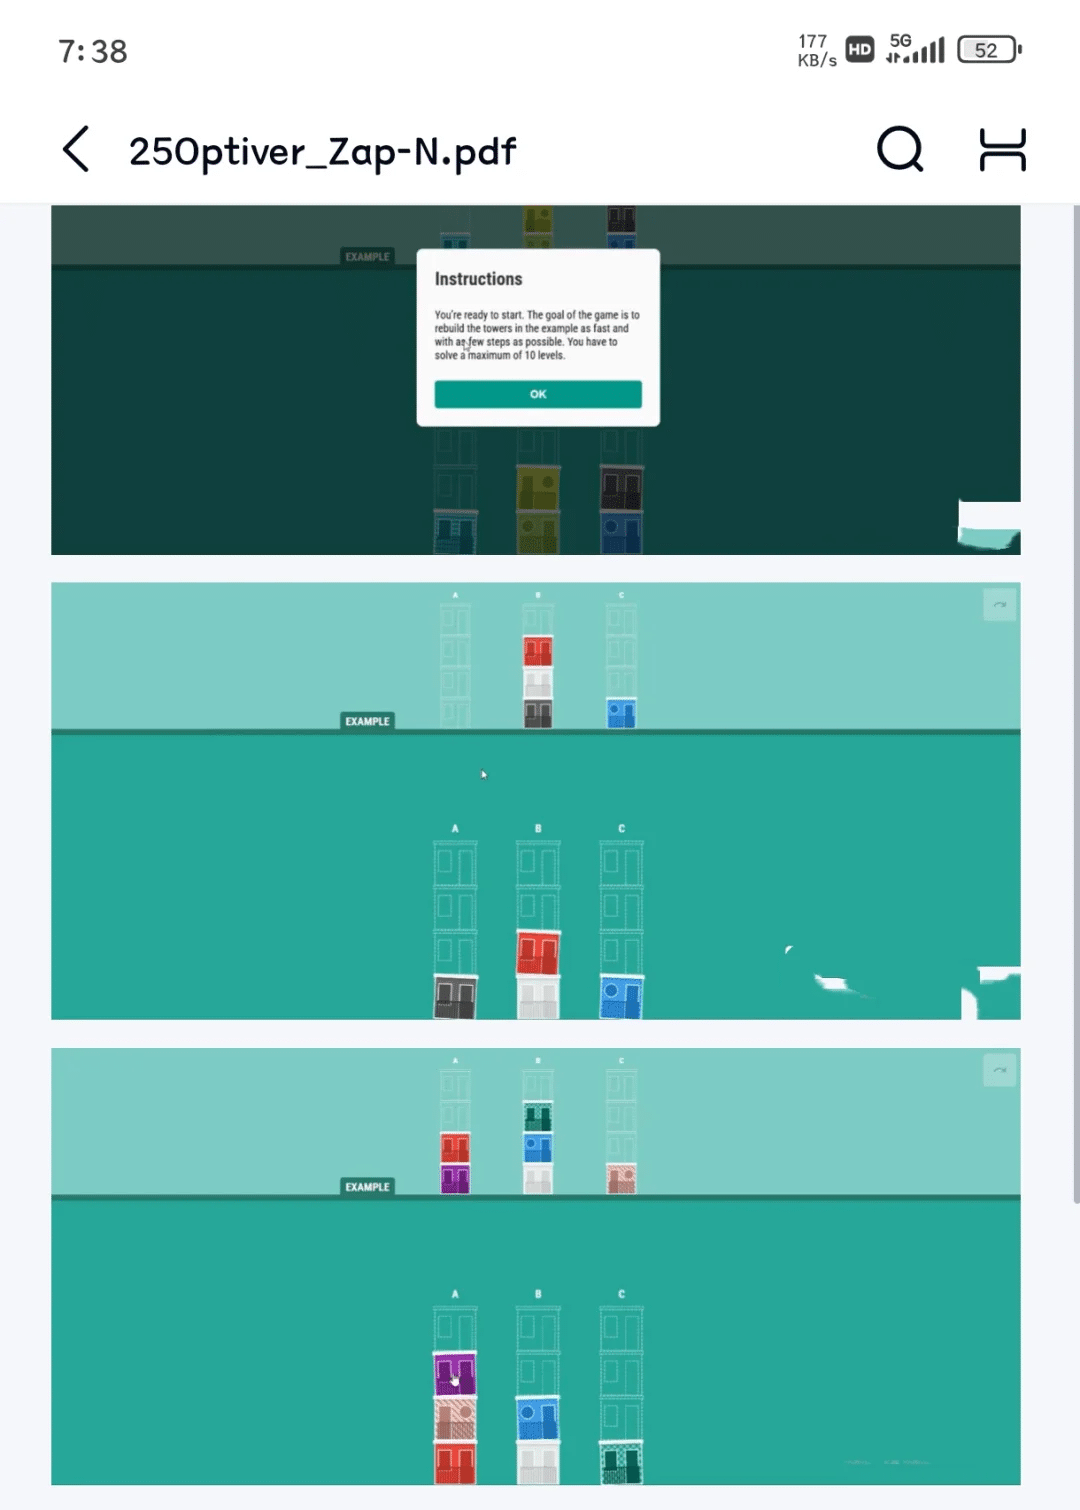 7:38
177
KB/s
HD
5G
52
25Optiver_Zap-N.pdf
EXAMPLE
Instructions
You're ready to start. The goal of the game is to
rebuild the towers in the example as fast and
with as few steps as possible. You have to
solve a maximum of 10 levels.
OK
A B C
EXAMPLE
A B C
A B C
EXAMPLE
A B C